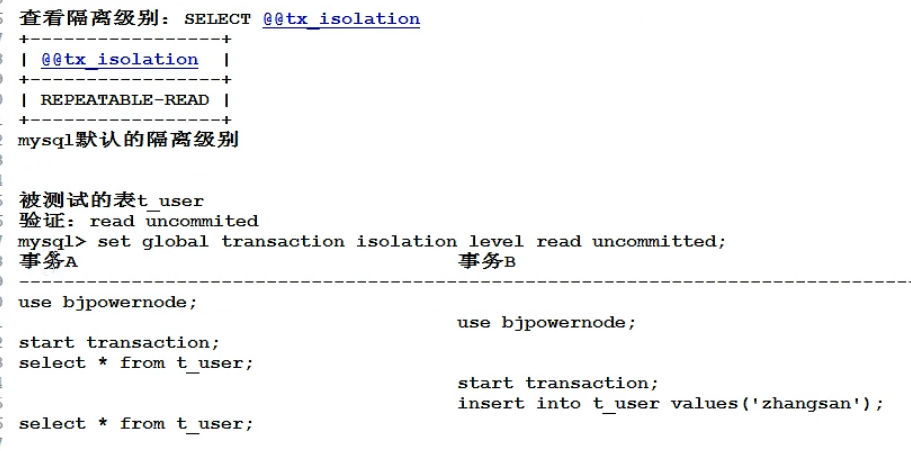 查看隔离级别: SELECT @@tx_isolation
+-----------------+
| @@tx_isolation  |
+-----------------+
| REPEATABLE-READ |
+-----------------+
mysql默认的隔离级别
被测试的表t_user
验证: read uncommited
mysql> set global transaction isolation level read uncommitted;
事务A 事务B
--------------------------------------------------------------------------------
use bjpowernode;
use bjpowernode;
start transaction;
select * from t_user;
start transaction;
insert into t_user values('zhangsan');
select * from t_user;